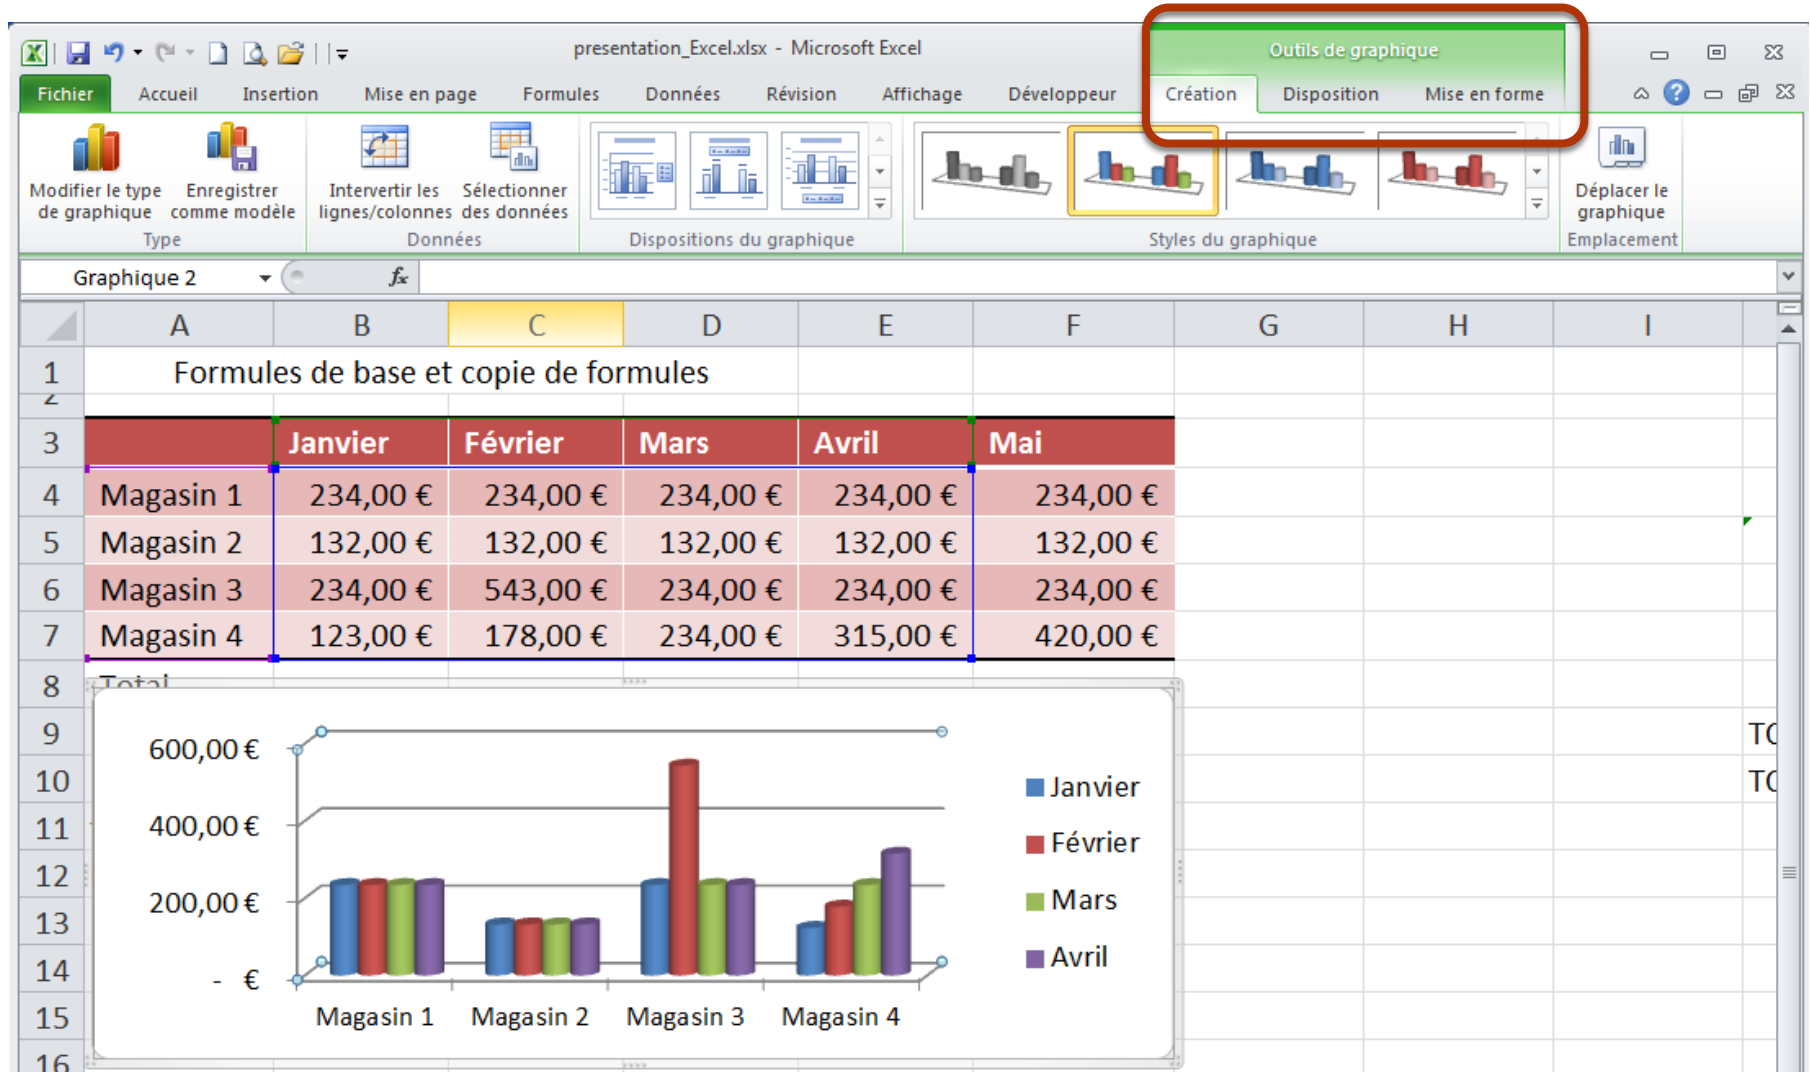 presentation_Excel.xlsx - Microsoft Excel
Outils de graphique
Fichier Accueil Insertion Mise en page Formules Données Révision Affichage Développeur Création Disposition Mise en forme
Modifier le type de graphique
Enregistrer comme modèle
Intervertir les lignes/colonnes
Sélectionner des données
Déplacer le graphique
Type Données Dispositions du graphique Styles du graphique Emplacement
Graphique 2 fx
A B C D E F G H I
1 Formules de base et copie de formules
2
3 Janvier Février Mars Avril Mai
4 Magasin 1 234,00 € 234,00 € 234,00 € 234,00 € 234,00 €
5 Magasin 2 132,00 € 132,00 € 132,00 € 132,00 € 132,00 €
6 Magasin 3 234,00 € 543,00 € 234,00 € 234,00 € 234,00 €
7 Magasin 4 123,00 € 178,00 € 234,00 € 315,00 € 420,00 €
8 Total
9
10
11
12
13
14
15
16
600,00 €
400,00 €
200,00 €
- €
Magasin 1 Magasin 2 Magasin 3 Magasin 4
Janvier
Février
Mars
Avril